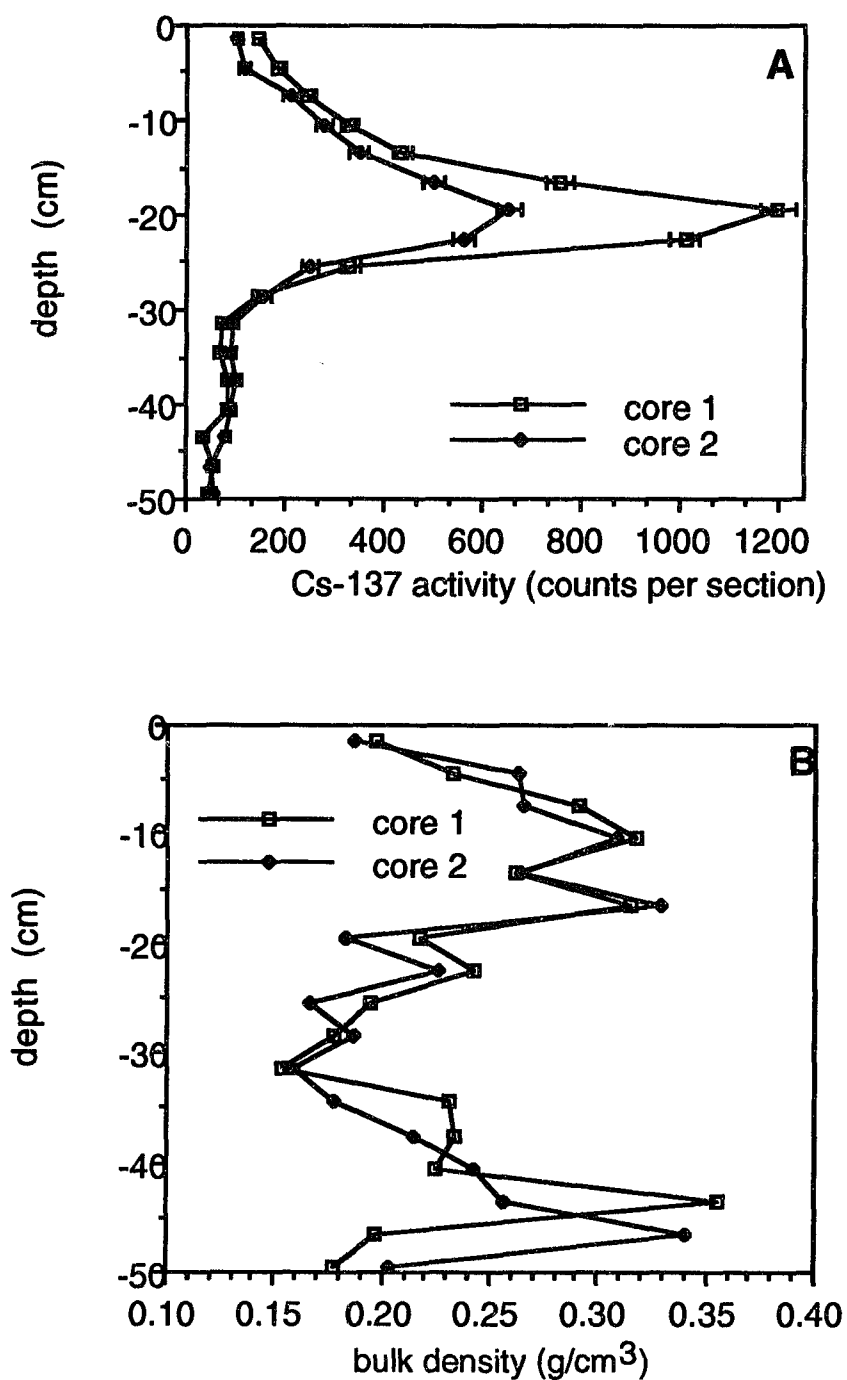 0
A
-10
-20
-30
-40
-50
depth (cm)
core 1
core 2
0 200 400 600 800 1000 1200
Cs-137 activity (counts per section)
0
B
core 1
-10
core 2
-20
-30
-40
-50
depth (cm)
0.10 0.15 0.20 0.25 0.30 0.35 0.40
bulk density (g/cm³)